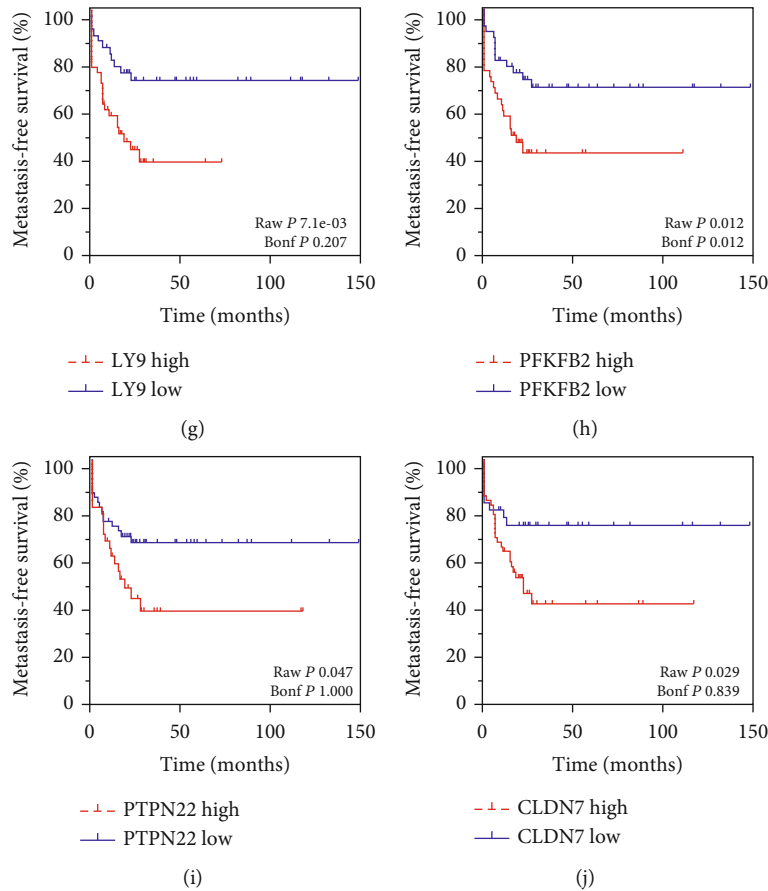 Metastasis-free survival (%)
100
80
60
40
20
0
Raw P 7.1e-03
Bonf P 0.207
0 50 100 150
Time (months)
LY9 high
LY9 low
(g)
Metastasis-free survival (%)
100
80
60
40
20
0
Raw P 0.012
Bonf P 0.012
0 50 100 150
Time (months)
PFKFB2 high
PFKFB2 low
(h)
Metastasis-free survival (%)
100
80
60
40
20
0
Raw P 0.047
Bonf P 1.000
0 50 100 150
Time (months)
PTPN22 high
PTPN22 low
(i)
Metastasis-free survival (%)
100
80
60
40
20
0
Raw P 0.029
Bonf P 0.839
0 50 100 150
Time (months)
CLDN7 high
CLDN7 low
(j)